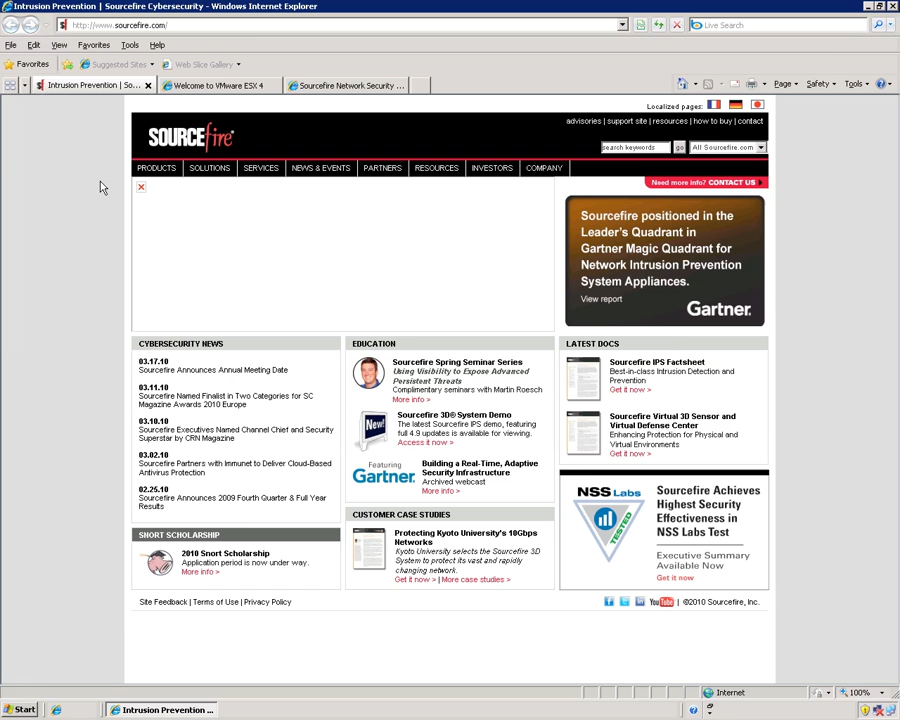 Intrusion Prevention | Sourcefire Cybersecurity - Windows Internet Explorer
http://www.sourcefire.com/
Live Search
File Edit View Favorites Tools Help
Favorites Suggested Sites Web Slice Gallery
Intrusion Prevention | So... Welcome to VMware ESX 4 Sourcefire Network Security ... Page Safety Tools
Localized pages:
advisories | support site | resources | how to buy | contact
SOURCEfire
search keywords go All Sourcefire.com
PRODUCTS SOLUTIONS SERVICES NEWS & EVENTS PARTNERS RESOURCES INVESTORS COMPANY
Need more info? CONTACT US
Sourcefire positioned in the
Leader's Quadrant in
Gartner Magic Quadrant for
Network Intrusion Prevention
System Appliances.
View report
Gartner.
CYBERSECURITY NEWS
03.17.10
Sourcefire Announces Annual Meeting Date
03.11.10
Sourcefire Named Finalist in Two Categories for SC
Magazine Awards 2010 Europe
03.10.10
Sourcefire Executives Named Channel Chief and Security
Superstar by CRN Magazine
03.02.10
Sourcefire Partners with Immunet to Deliver Cloud-Based
Antivirus Protection
02.25.10
Sourcefire Announces 2009 Fourth Quarter & Full Year
Results
SNORT SCHOLARSHIP
2010 Snort Scholarship
Application period is now under way.
More info >
EDUCATION
Sourcefire Spring Seminar Series
Using Visibility to Expose Advanced
Persistent Threats
Complimentary seminars with Martin Roesch
More info >
New!
Sourcefire 3D® System Demo
The latest Sourcefire IPS demo, featuring
full 4.9 updates is available for viewing.
Access it now >
Featuring
Gartner.
Building a Real-Time, Adaptive
Security Infrastructure
Archived webcast
More info >
CUSTOMER CASE STUDIES
Protecting Kyoto University's 10Gbps
Networks
Kyoto University selects the Sourcefire 3D
System to protect its vast and rapidly
changing network.
Get it now > | More case studies >
LATEST DOCS
Sourcefire IPS Factsheet
Best-in-class Intrusion Detection and
Prevention
Get it now >
Sourcefire Virtual 3D Sensor and
Virtual Defense Center
Enhancing Protection for Physical and
Virtual Environments
Get it now >
NSS LABS
TESTED
Sourcefire Achieves
Highest Security
Effectiveness in
NSS Labs Test
Executive Summary
Available Now
Get it now
Site Feedback | Terms of Use | Privacy Policy
YouTube | ©2010 Sourcefire, Inc.
Internet 100%
Start Intrusion Prevention ...